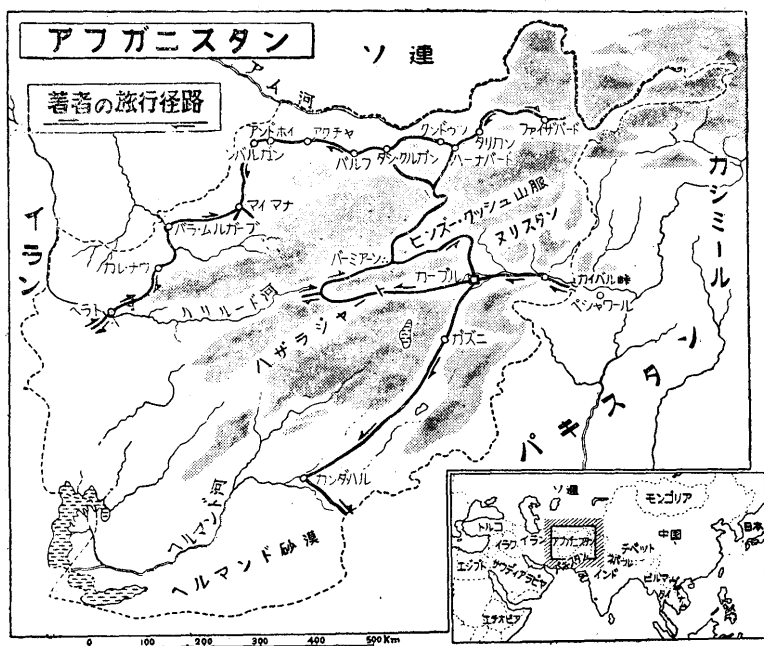 アフガニスタン
ソ連
著者の旅行経路
アム河
アンドホイ
アクチャ
クンドゥン
ファイザバード
シバルガン
バルフ
タシ・クルガン
ハーナバード
タリカン
カシミール
マイマナ
イラン
バラ・ムルガーブ
ヒンズー・クッシュ山脈
ヌリスタン
カレ・ナウ
バーミアーン
カーブル
カイバル峠
ペシャワール
ヘラト
ハリルード河
ハザラジャート
ガズニ
パキスタン
カンダハル
ヘルマンド河
ヘルマンド砂漠
0 100 200 300 400 500Km
ソ連
モンゴリア
トルコ
イラン
アフガニスタン
中国
日本
イラク
チベット
エジプト
サウディアラビヤ
ネパール
インド
ビルマ
タイ
エチオピア